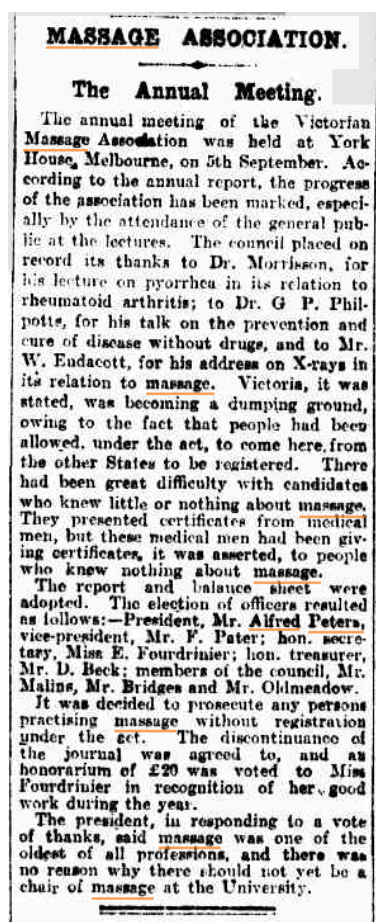 MASSAGE ASSOCIATION.
The Annual Meeting.
The annual meeting of the Victorian
Massage Association was held at York
House, Melbourne, on 5th September. Ac-
cording to the annual report, the progress
of the association has been marked, especi-
ally by the attendance of the general pub-
lic at the lectures. The council placed on
record its thanks to Dr. Morrisson, for
his lecture on pyorrhea in its relation to
rheumatoid arthritis; to Dr. G P. Phil-
potts, for his talk on the prevention and
cure of disease without drugs, and to Mr.
W. Endacott, for his address on X-rays in
its relation to massage. Victoria, it was
stated, was becoming a dumping ground,
owing to the fact that people had been
allowed, under the act, to come here from
the other States to be registered. There
had been great difficulty with candidates
who knew little or nothing about massage.
They presented certificates from medical
men, but these medical men had been giv-
ing certificates, it was asserted, to people
who knew nothing about massage.
The report and balance sheet were
adopted. The election of officers resulted
as follows:—President, Mr. Alfred Peters,
vice-president, Mr. F. Pater; hon. secre-
tary, Miss E. Fourdrinier; hon. treasurer,
Mr. D. Beck; members of the council, Mr.
Malins, Mr. Bridges and Mr. Oldmeadow.
It was decided to prosecute any persons
practising massage without registration
under the act. The discontinuance of
the journal was agreed to, and an
honorarium of £20 was voted to Miss
Fourdrinier in recognition of her good
work during the year.
The president, in responding to a vote
of thanks, said massage was one of the
oldest of all professions, and there was
no reason why there should not yet be a
chair of massage at the University.